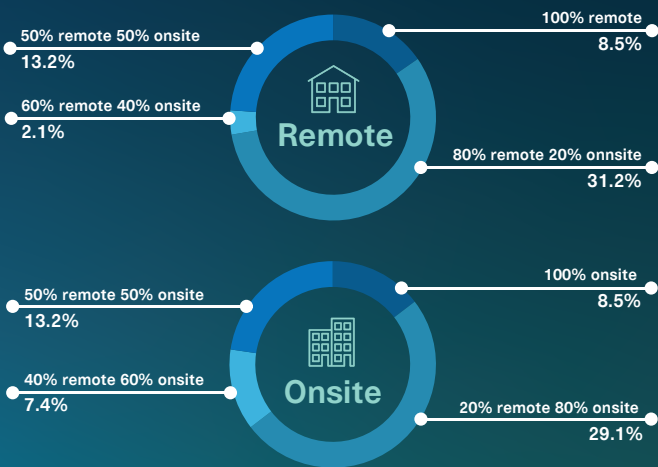 50% remote 50% onsite
13.2%
100% remote
8.5%
60% remote 40% onsite
2.1%
Remote
80% remote 20% onnsite
31.2%
50% remote 50% onsite
13.2%
100% onsite
8.5%
40% remote 60% onsite
7.4%
Onsite
20% remote 80% onsite
29.1%